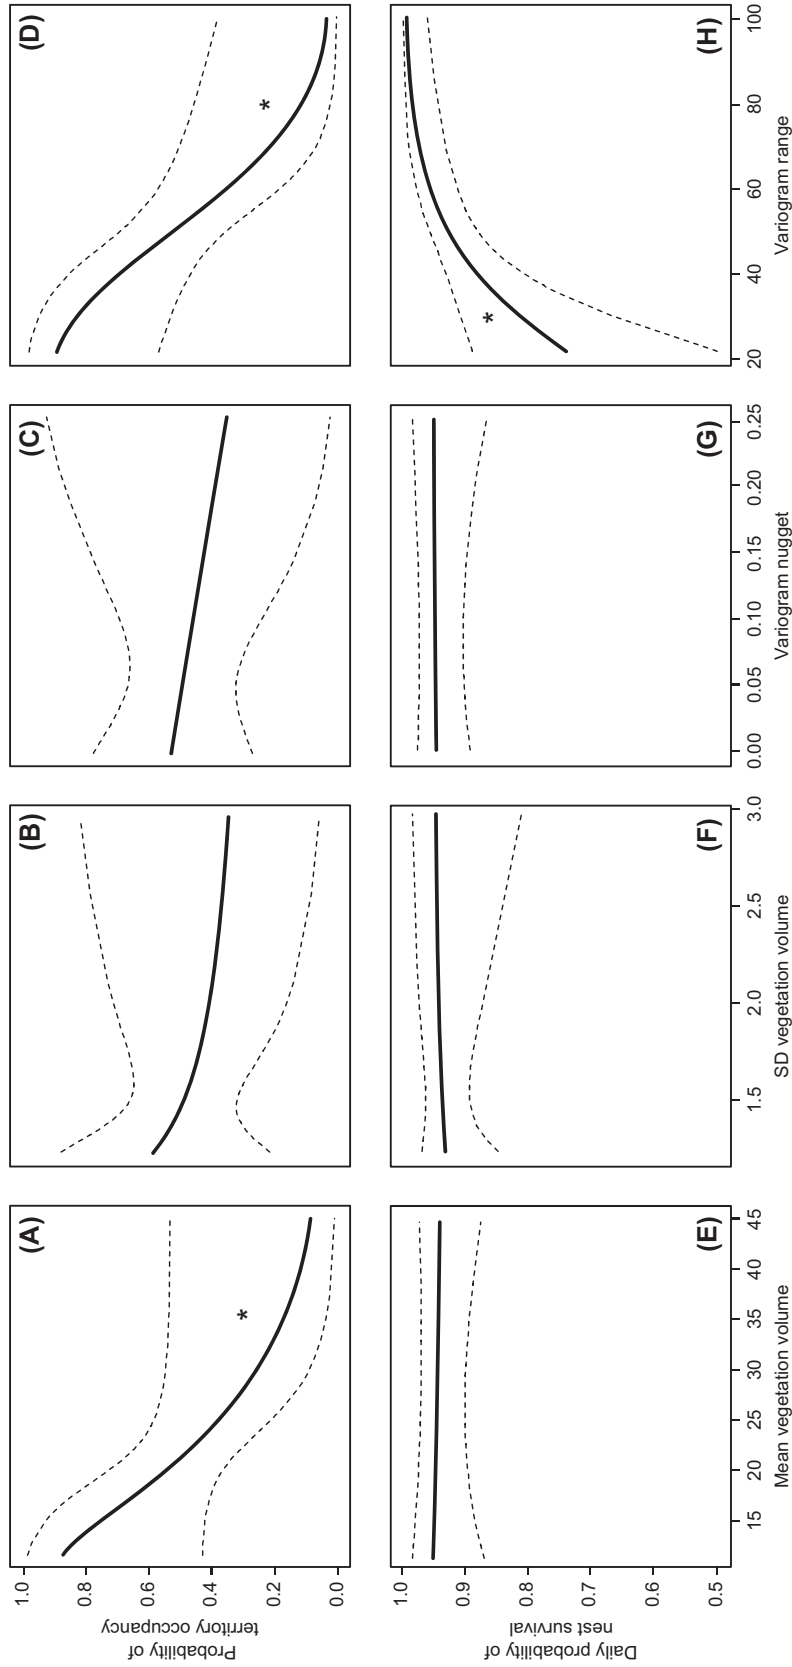 (A)
(B)
(C)
(D)
*
*
1.0
0.8
0.6
0.4
0.2
0.0
Probability of
territory occupancy
(E)
(F)
(G)
(H)
*
1.0
0.9
0.8
0.7
0.6
0.5
Daily probability of
nest survival
15 20 25 30 35 40 45
Mean vegetation volume
1.5 2.0 2.5 3.0
SD vegetation volume
0.00 0.05 0.10 0.15 0.20 0.25
Variogram nugget
20 40 60 80 100
Variogram range